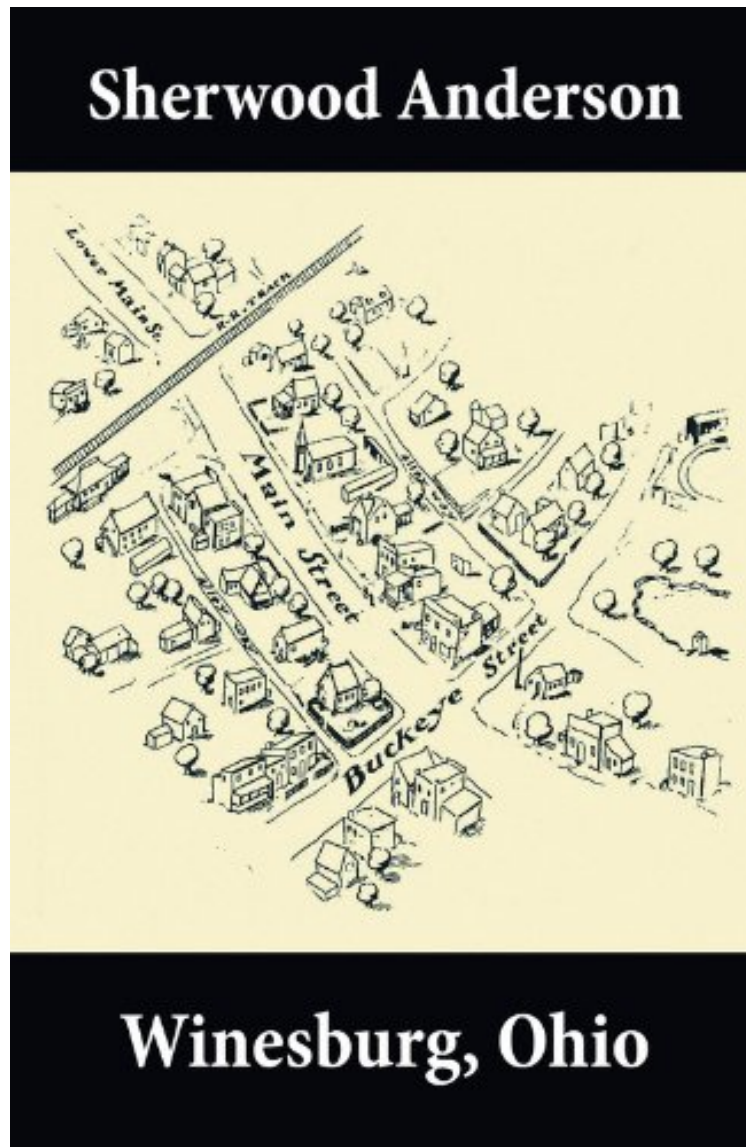 Sherwood Anderson
Lower Main St.
R.R. TRACK
Main Street
Buckeye Street
Winesburg, Ohio